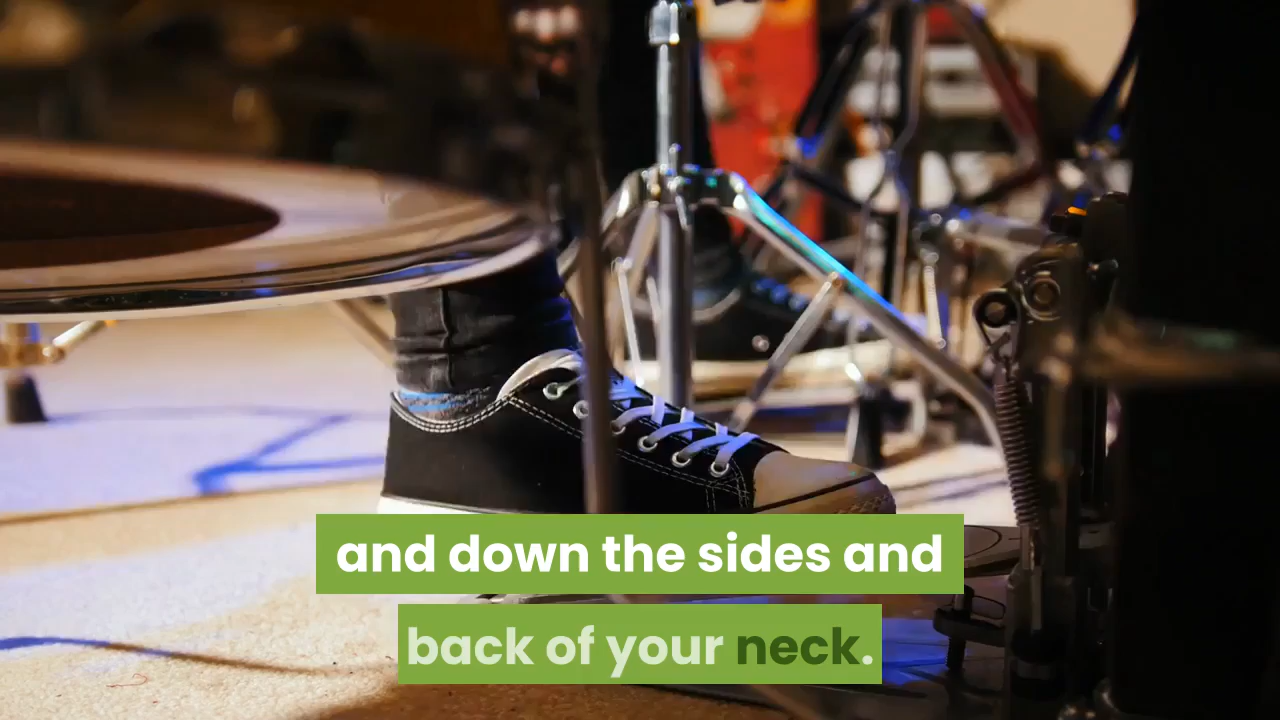 and down the sides and
back of your neck.